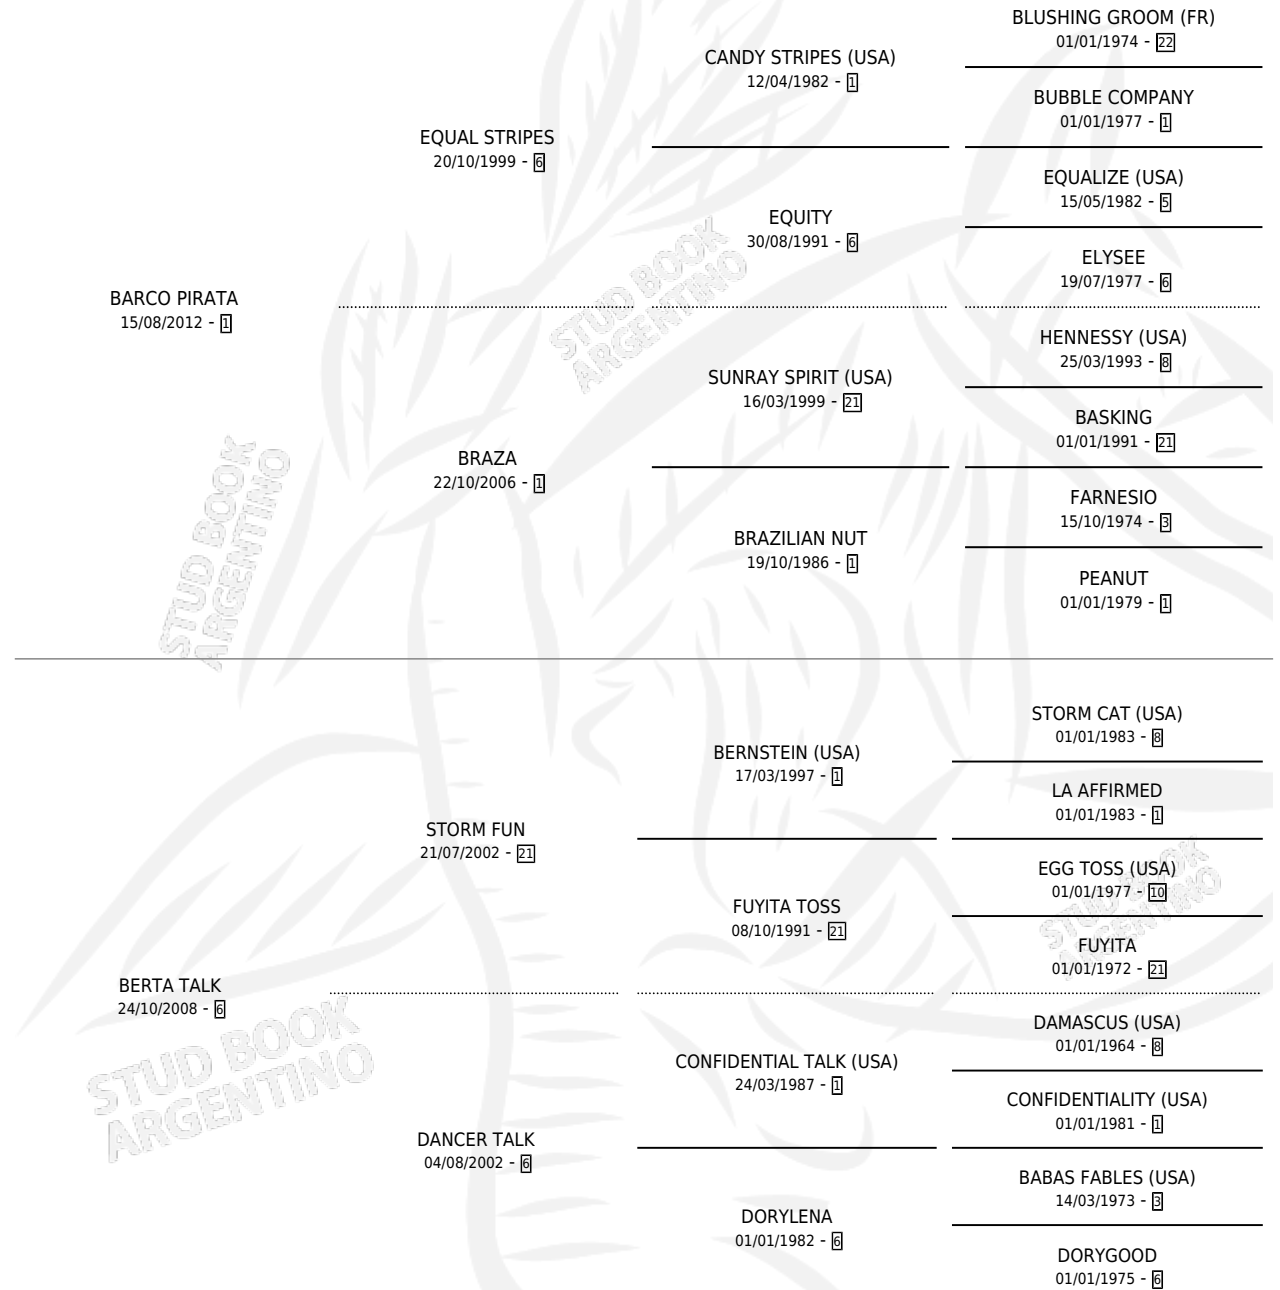 BLUSHING GROOM (FR)
01/01/1974 - 22
CANDY STRIPES (USA)
12/04/1982 - 1
BUBBLE COMPANY
01/01/1977 - 1
EQUAL STRIPES
20/10/1999 - 6
EQUALIZE (USA)
15/05/1982 - 5
EQUITY
30/08/1991 - 6
ELYSEE
19/07/1977 - 6
BARCO PIRATA
15/08/2012 - 1
STUD BOOK
ARGENTINO
HENNESSY (USA)
25/03/1993 - 8
SUNRAY SPIRIT (USA)
16/03/1999 - 21
BASKING
01/01/1991 - 21
BRAZA
22/10/2006 - 1
FARNESIO
15/10/1974 - 3
BRAZILIAN NUT
19/10/1986 - 1
PEANUT
01/01/1979 - 1
STUD BOOK
ARGENTINO
STORM CAT (USA)
01/01/1983 - 8
BERNSTEIN (USA)
17/03/1997 - 1
LA AFFIRMED
01/01/1983 - 1
STORM FUN
21/07/2002 - 21
EGG TOSS (USA)
01/01/1977 - 10
FUYITA TOSS
08/10/1991 - 21
FUYITA
01/01/1972 - 21
STUD BOOK
ARGENTINO
BERTA TALK
24/10/2008 - 6
STUD BOOK
ARGENTINO
DAMASCUS (USA)
01/01/1964 - 8
CONFIDENTIAL TALK (USA)
24/03/1987 - 1
CONFIDENTIALITY (USA)
01/01/1981 - 1
DANCER TALK
04/08/2002 - 6
BABAS FABLES (USA)
14/03/1973 - 3
DORYLENA
01/01/1982 - 6
DORYGOOD
01/01/1975 - 6